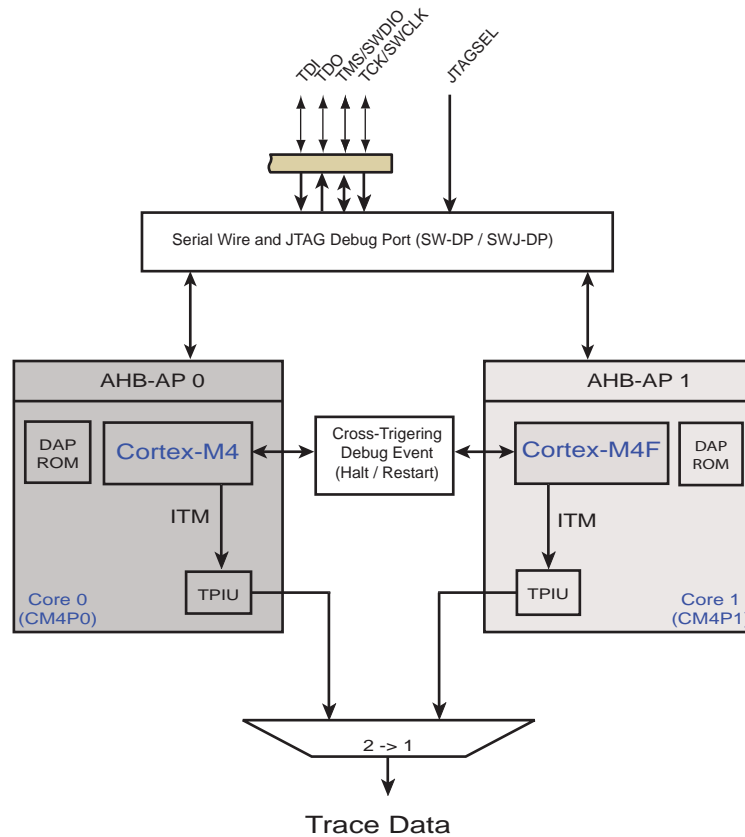 TDI
TDO
TMS/SWDIO
TCK/SWCLK
JTAGSEL
Serial Wire and JTAG Debug Port (SW-DP / SWJ-DP)
AHB-AP 0
AHB-AP 1
DAP
ROM
Cortex-M4
Cross-Trigering
Debug Event
(Halt / Restart)
Cortex-M4F
DAP
ROM
ITM
ITM
TPIU
TPIU
Core 0
(CM4P0)
Core 1
(CM4P1)
2 -> 1
Trace Data